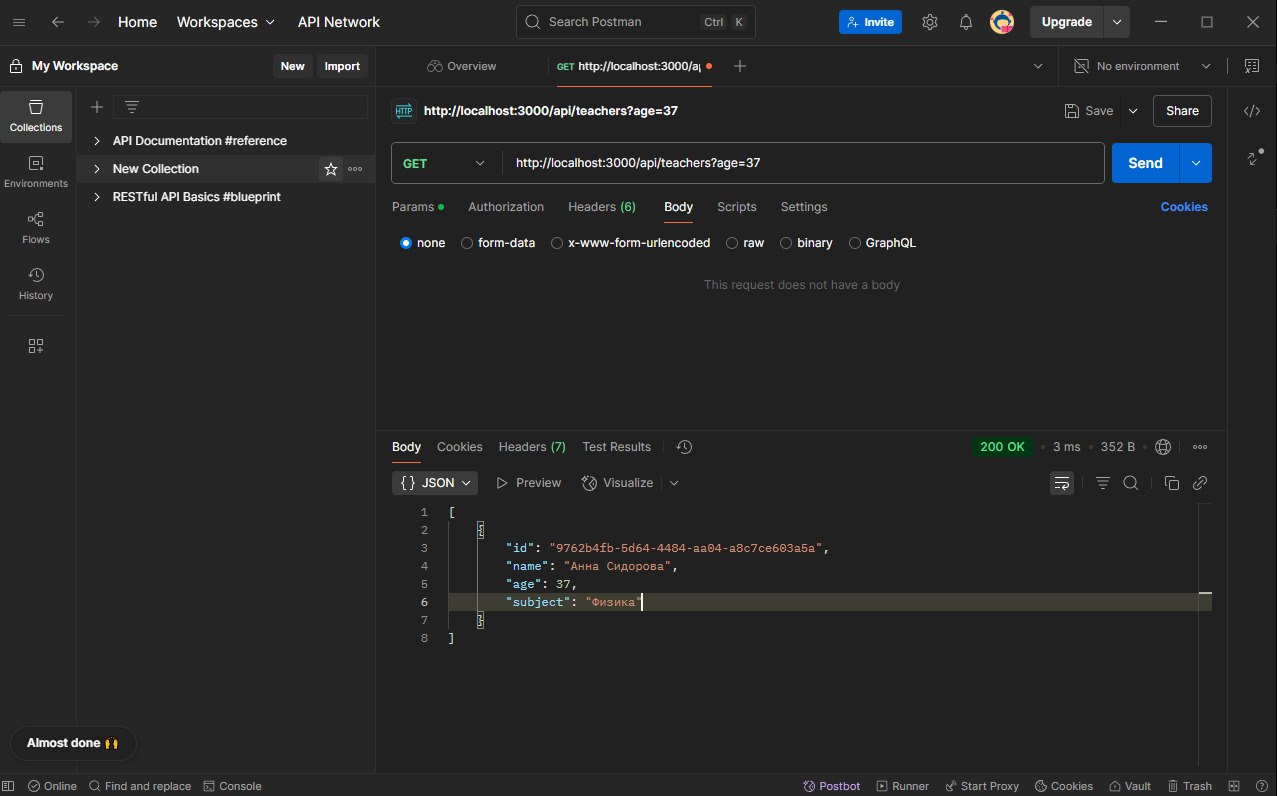 Home Workspaces API Network Search Postman Ctrl K Invite Upgrade
My Workspace New Import Overview GET http://localhost:3000/ap No environment
Collections
Environments
Flows
History
API Documentation #reference
New Collection
RESTful API Basics #blueprint
HTTP http://localhost:3000/api/teachers?age=37 Save Share
GET http://localhost:3000/api/teachers?age=37 Send
Params Authorization Headers (6) Body Scripts Settings Cookies
none form-data x-www-form-urlencoded raw binary GraphQL
This request does not have a body
Body Cookies Headers (7) Test Results 200 OK • 3 ms • 352 B
{} JSON Preview Visualize
1 [
2 {
3 "id": "9762b4fb-5d64-4484-aa04-a8c7ce603a5a",
4 "name": "Анна Сидорова",
5 "age": 37,
6 "subject": "Физика"
7 }
8 ]
Almost done 🙌
Online Find and replace Console Postbot Runner Start Proxy Cookies Vault Trash